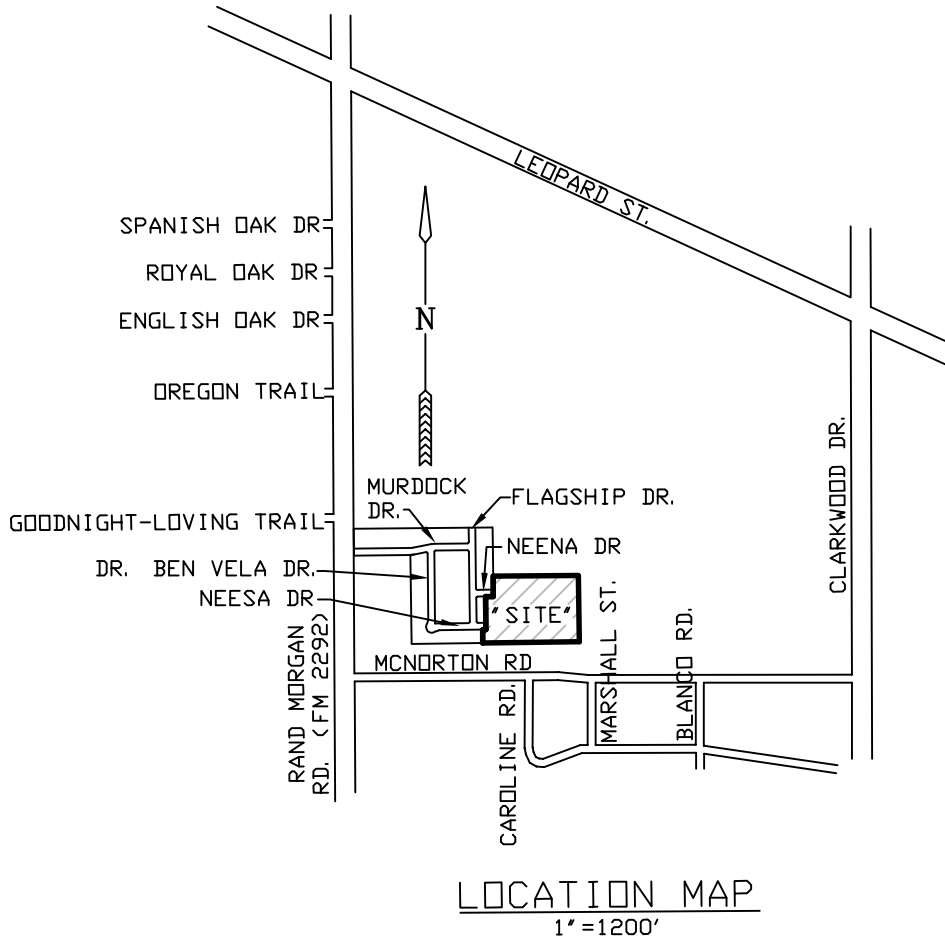 LEOPARD ST.
SPANISH OAK DR
ROYAL OAK DR
ENGLISH OAK DR
N
OREGON TRAIL
CLARKWOOD DR.
MURDOCK
DR.
FLAGSHIP DR.
GOODNIGHT-LOVING TRAIL
NEENA DR
DR. BEN VELA DR.
NEESA DR
"SITE"
MCNORTON RD
MARSHALL ST.
BLANCO RD.
RAND MORGAN
RD. (FM 2292)
CAROLINE RD.
LOCATION MAP
1"=1200'